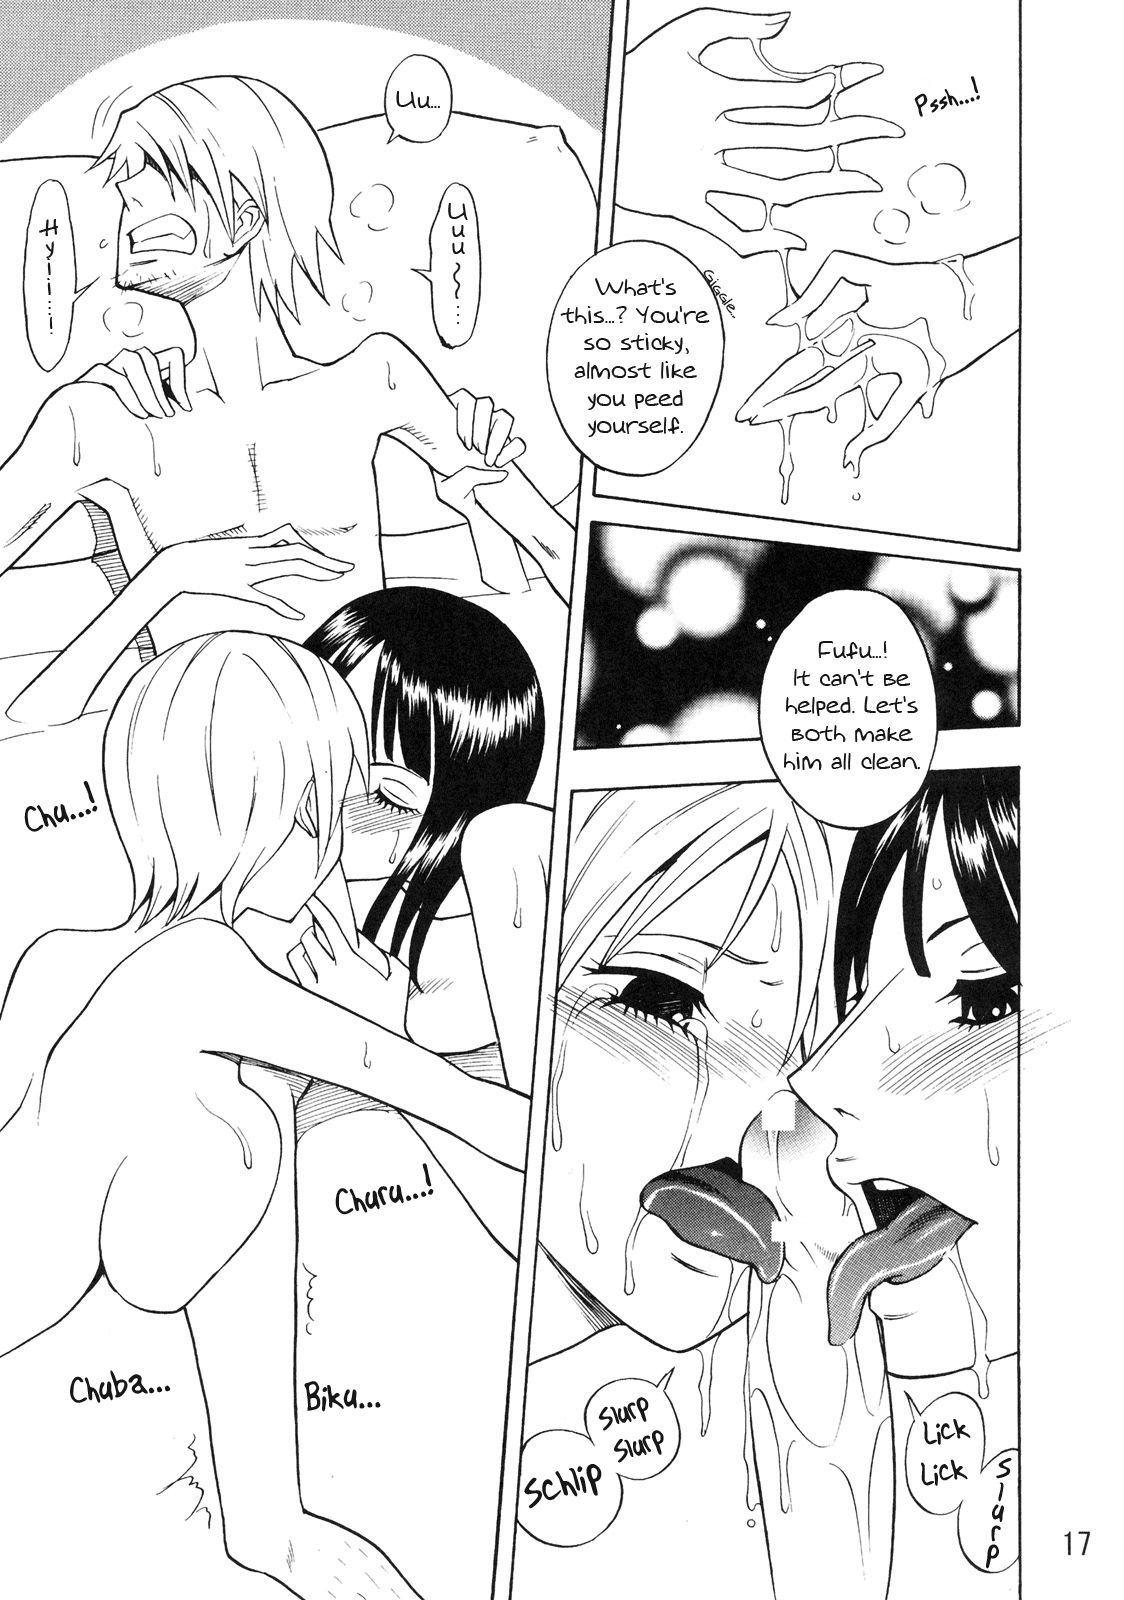 Pssh...!
Giggle..
What's
this...? You're
so sticky,
almost like
you peed
yourself.
Fufu...!
It can't be
helped. Let's
both make
him all clean.
Slurp
Slurp
Schlip
Lick
Lick
Slurp
Uu...
Uuu~~...
Hyii...
Chu...!
Churu...!
Chuba...
Biku...
17